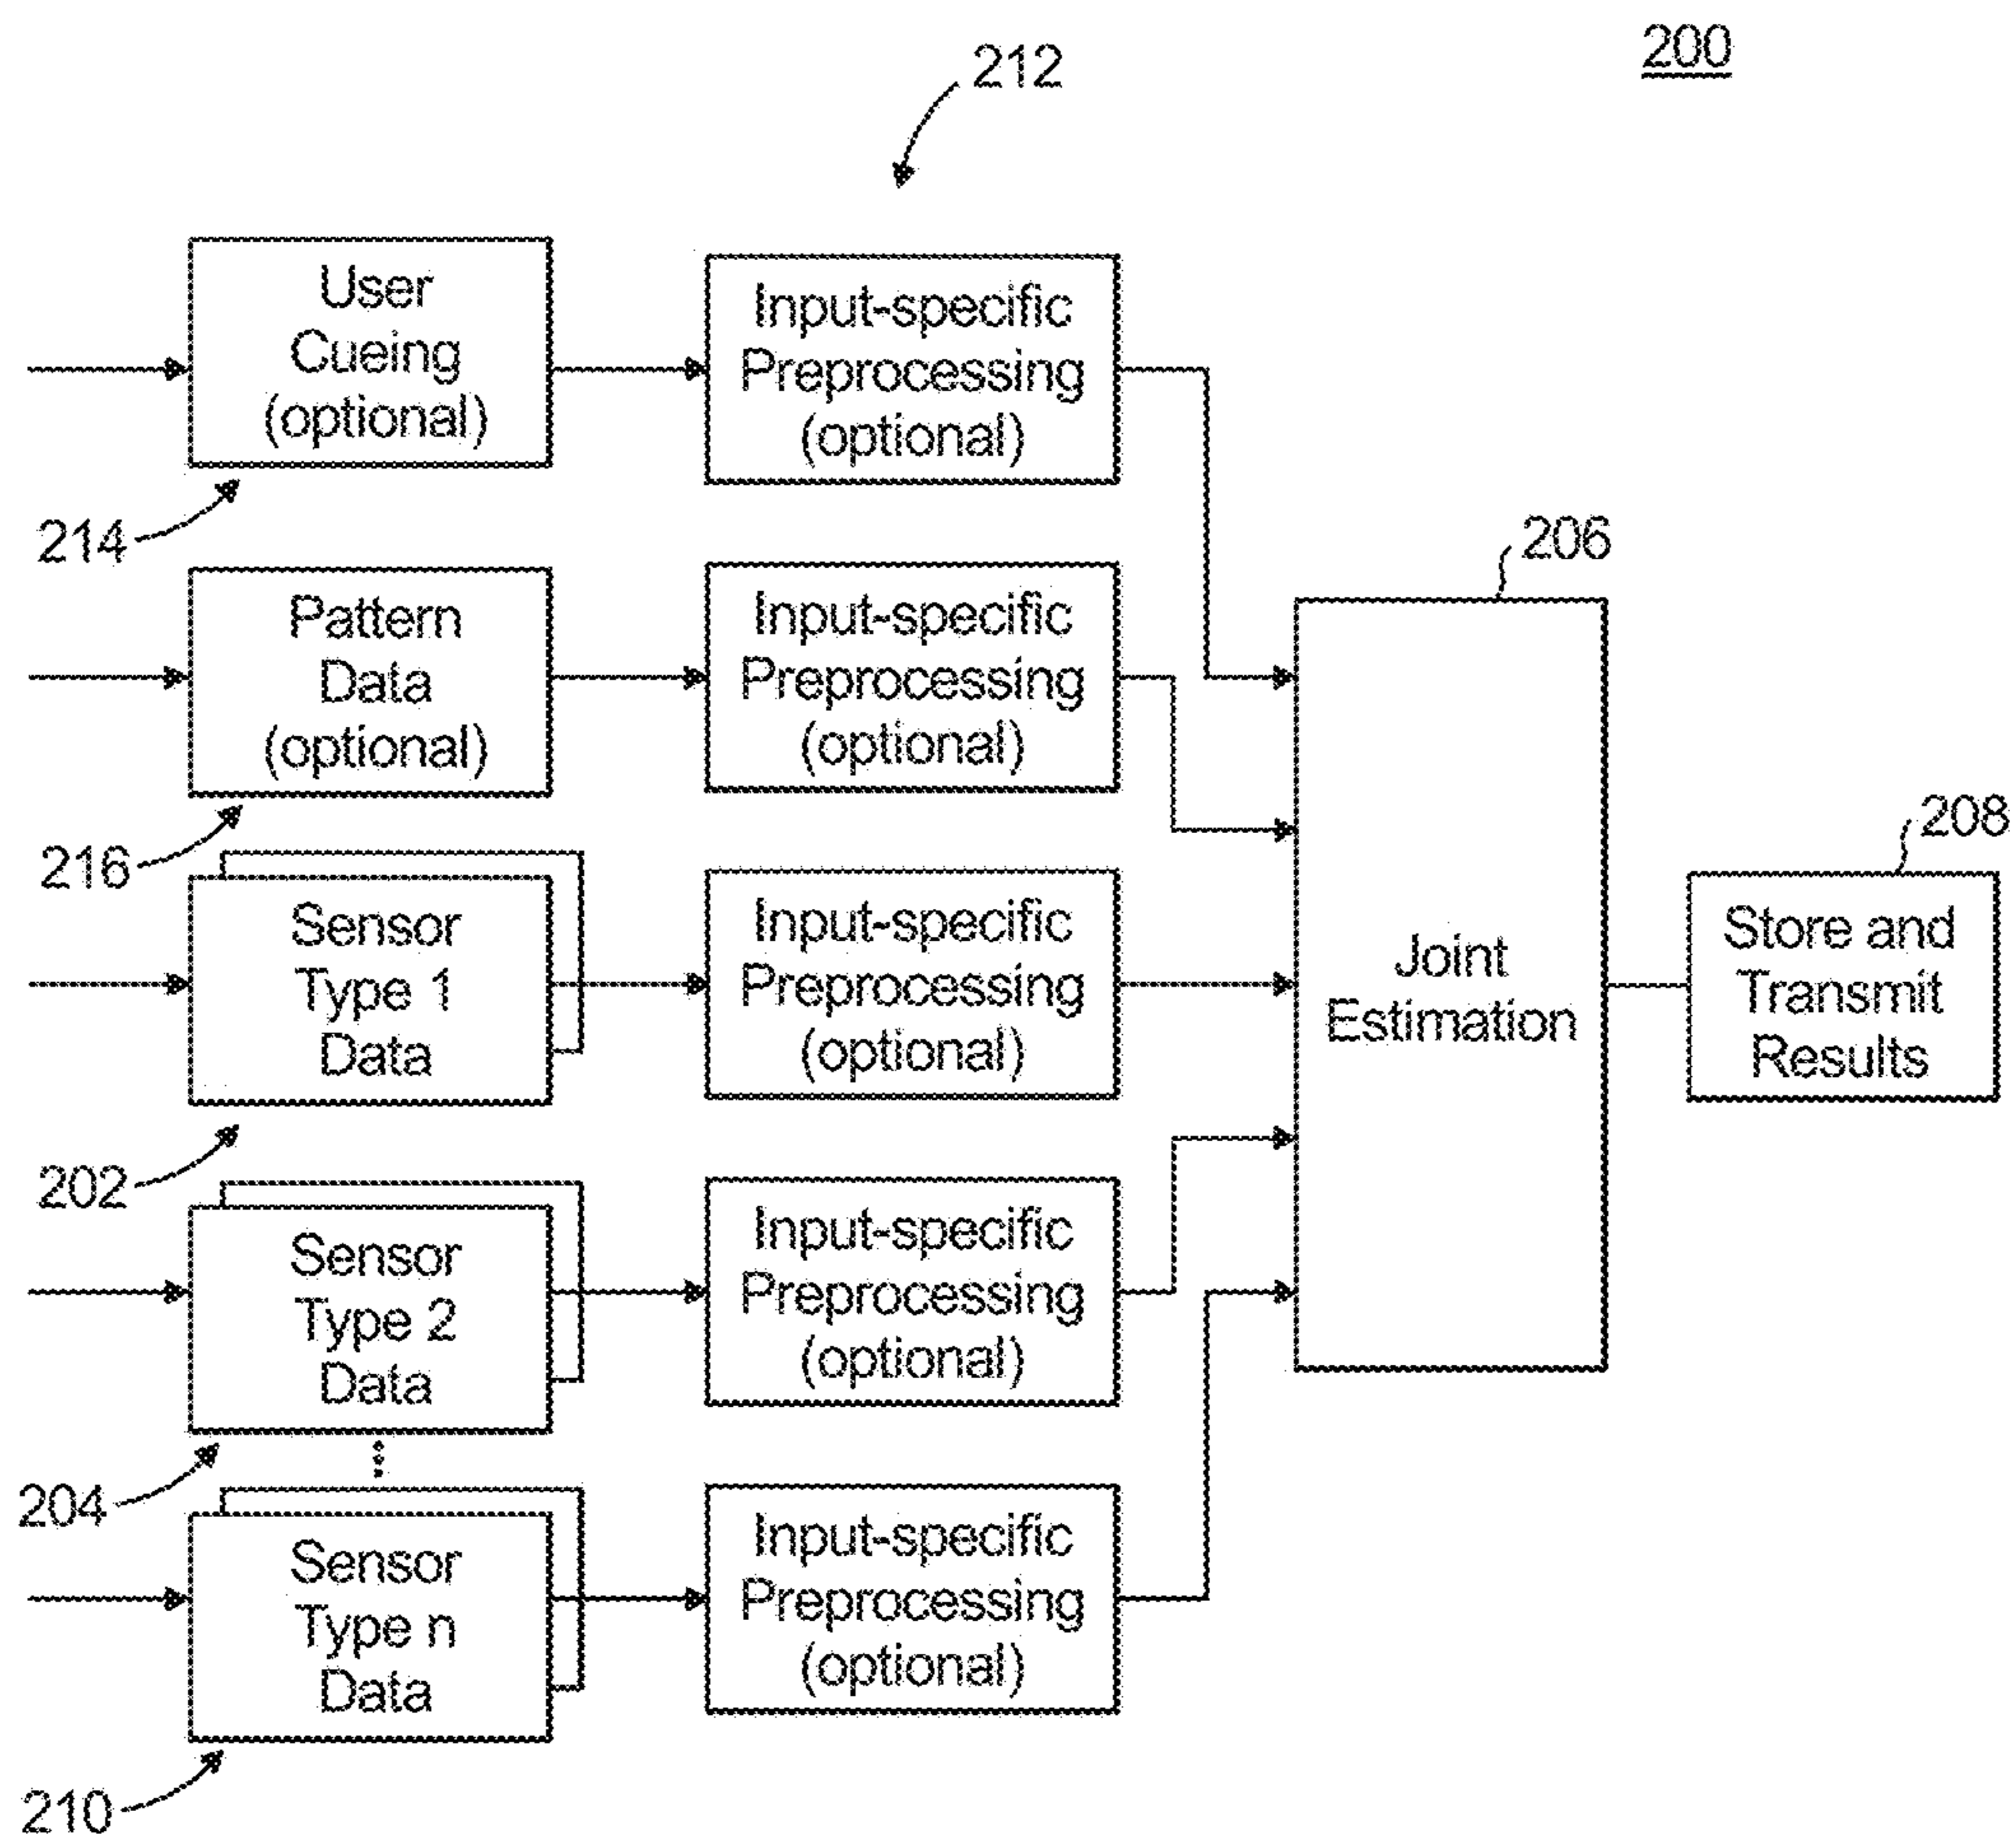 200
212
User
Cueing
(optional)
Input-specific
Preprocessing
(optional)
214
206
Pattern
Data
(optional)
Input-specific
Preprocessing
(optional)
216
208
Sensor
Type 1
Data
Input-specific
Preprocessing
(optional)
Joint
Estimation
Store and
Transmit
Results
202
Sensor
Type 2
Data
Input-specific
Preprocessing
(optional)
204
Sensor
Type n
Data
Input-specific
Preprocessing
(optional)
210